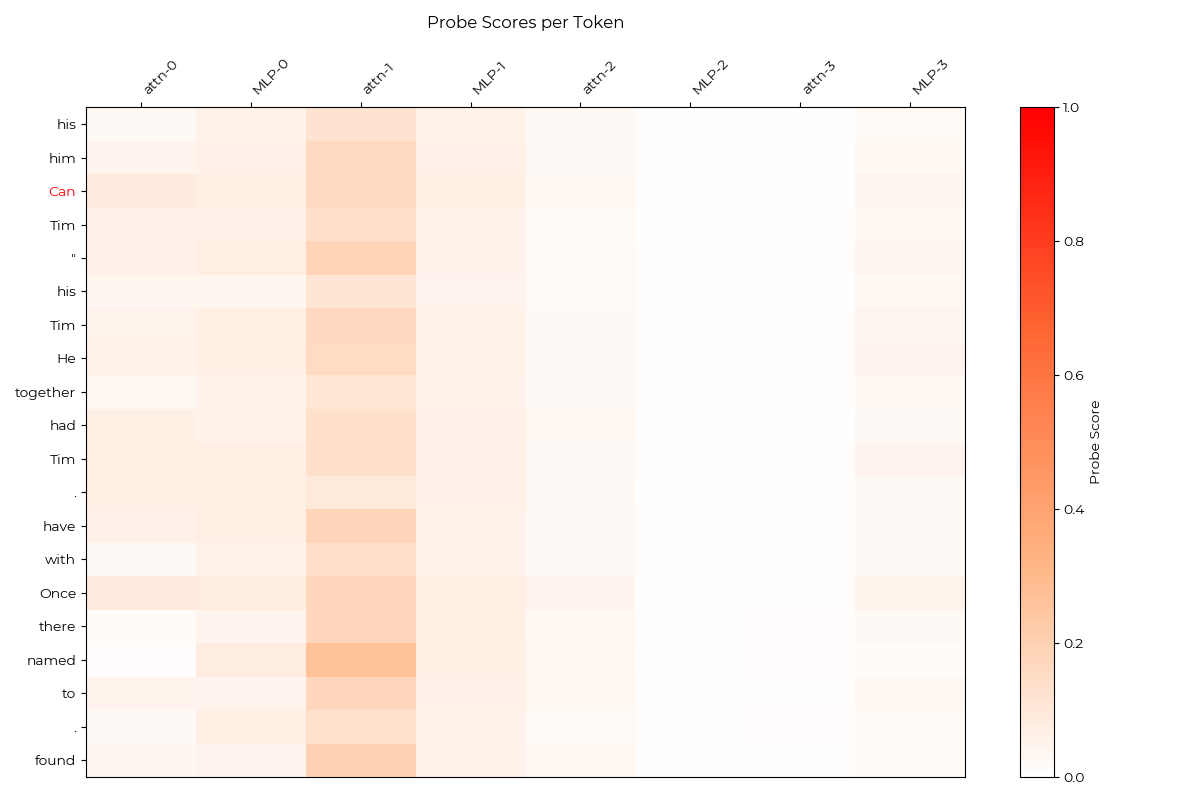 Probe Scores per Token
attn-0 MLP-0 attn-1 MLP-1 attn-2 MLP-2 attn-3 MLP-3
his
him
Can
Tim
"
his
Tim
He
together
had
Tim
.
have
with
Once
there
named
to
.
found
1.0
0.8
0.6
0.4
0.2
0.0
Probe Score